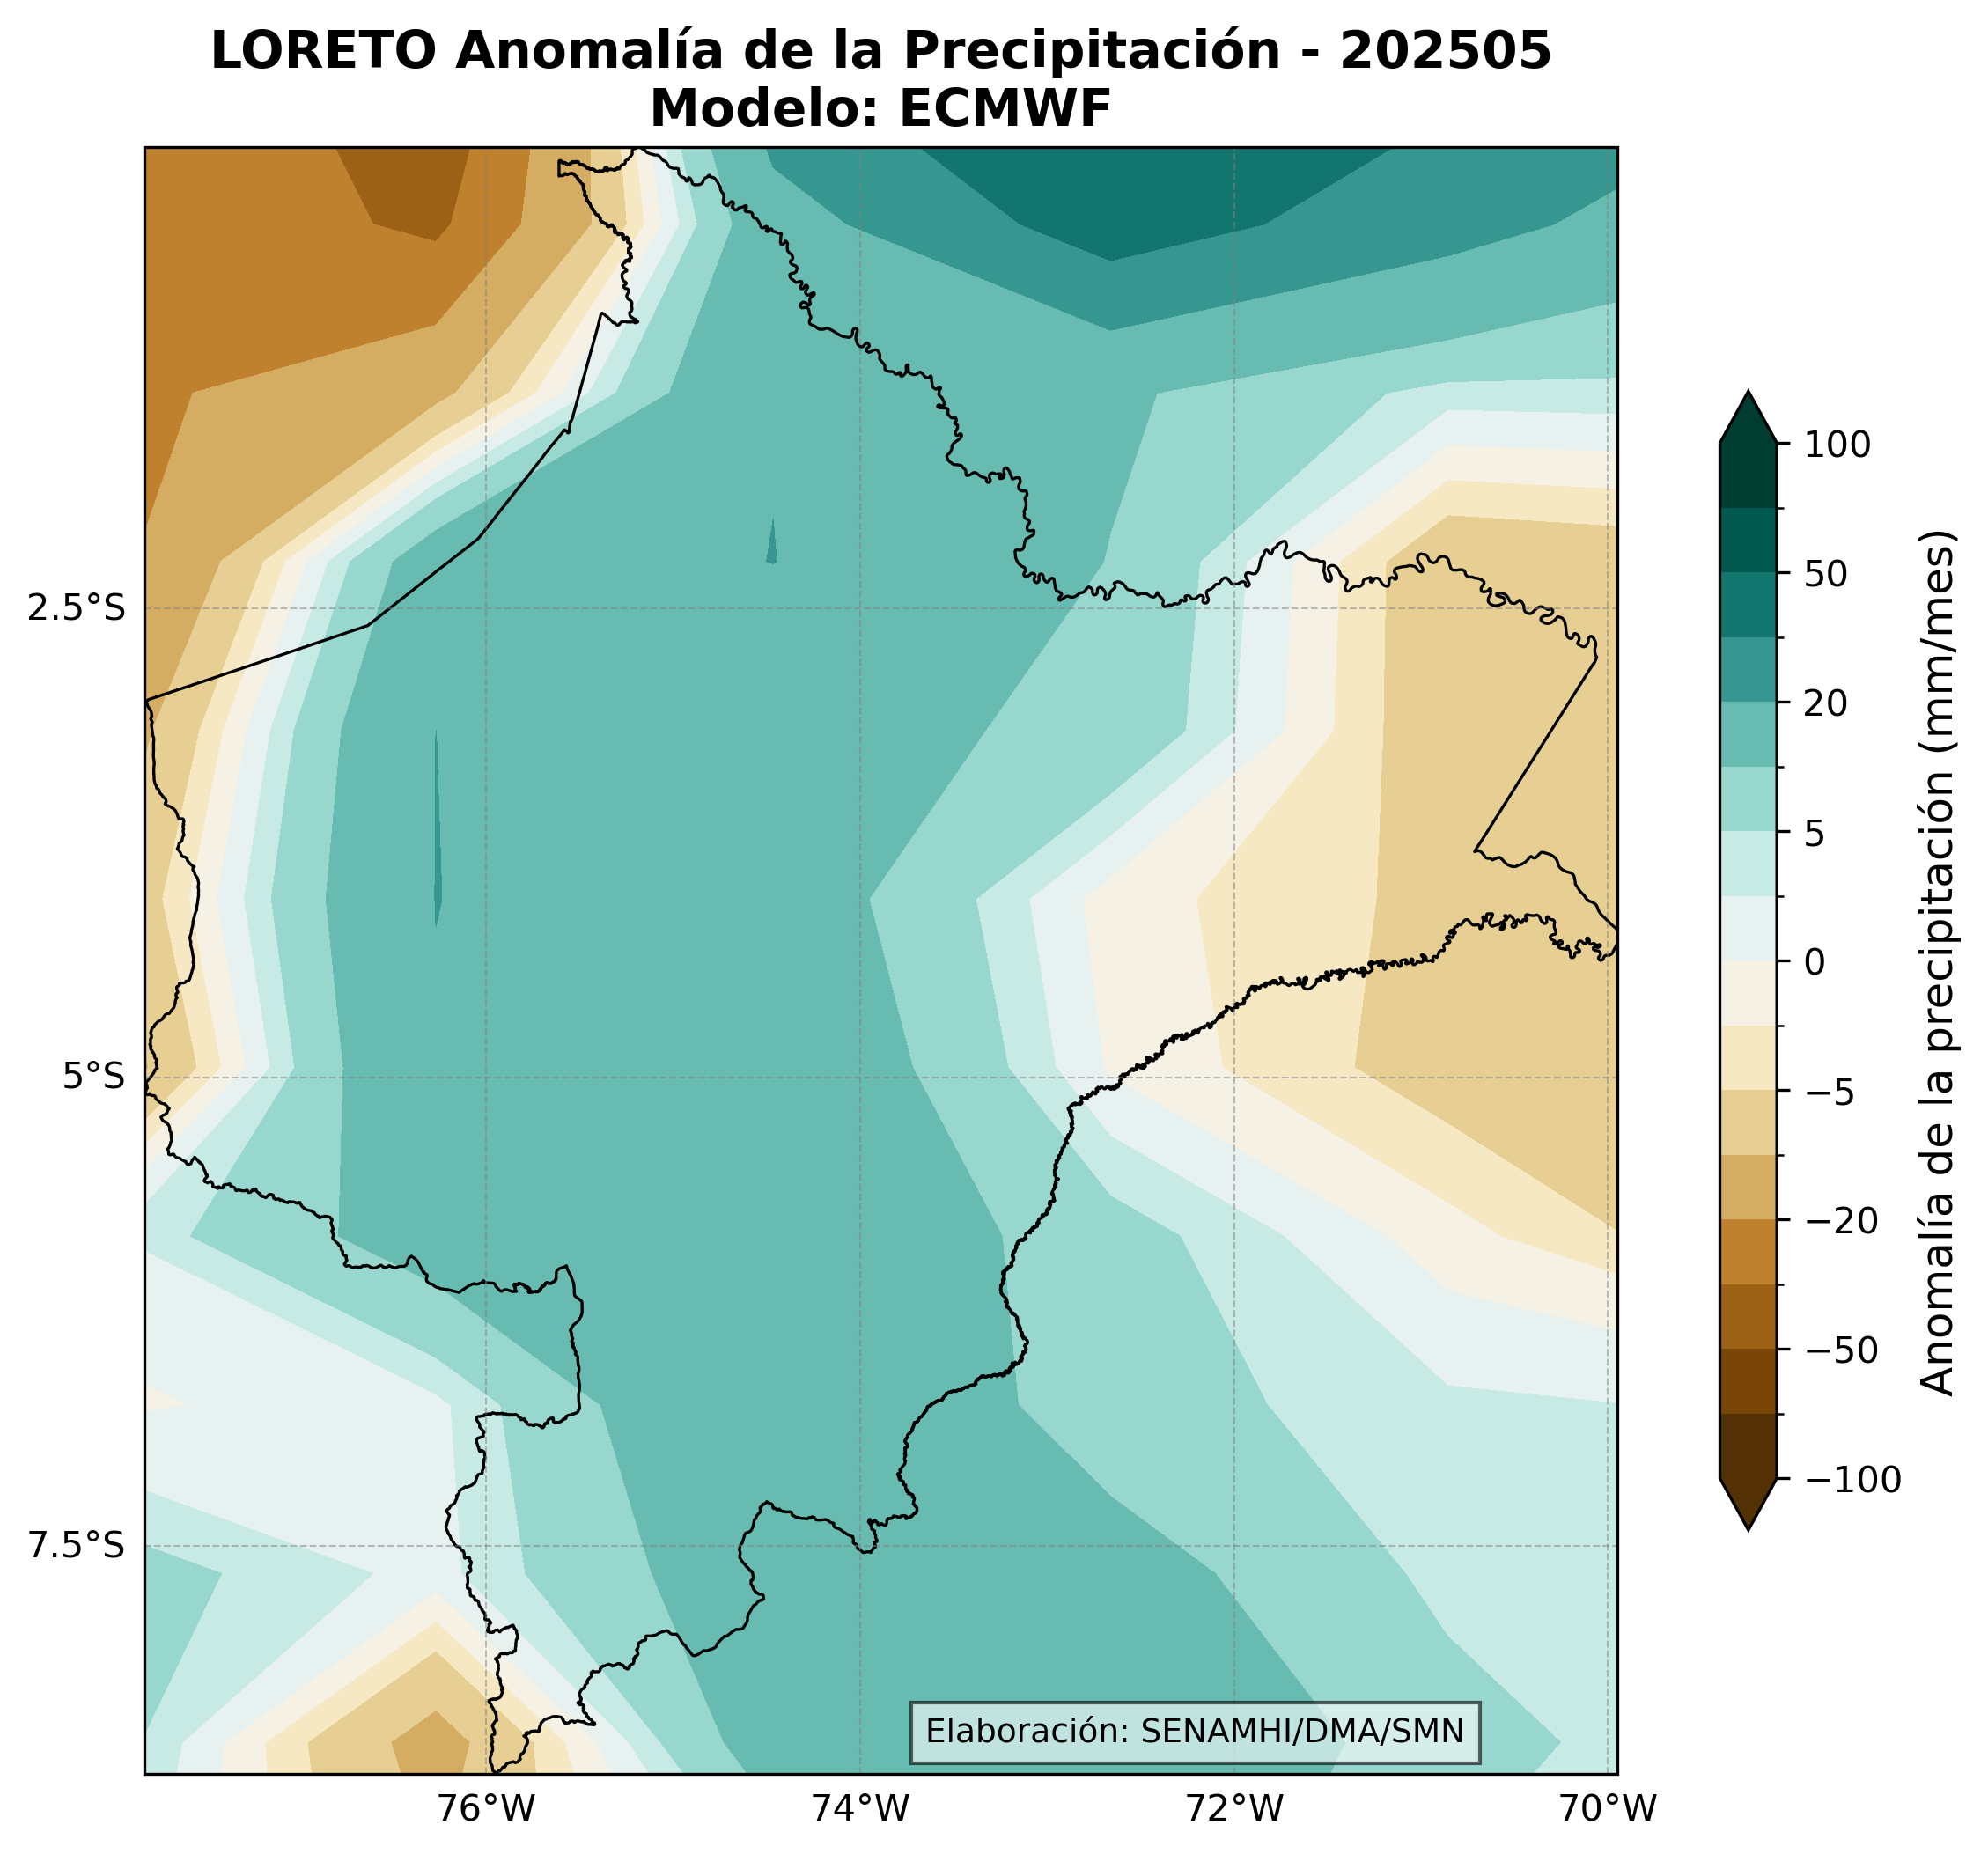 LORETO Anomalía de la Precipitación - 202505
Modelo: ECMWF
2.5°S
5°S
7.5°S
76°W
74°W
72°W
70°W
Elaboración: SENAMHI/DMA/SMN
100
50
20
5
0
−5
−20
−50
−100
Anomalía de la precipitación (mm/mes)